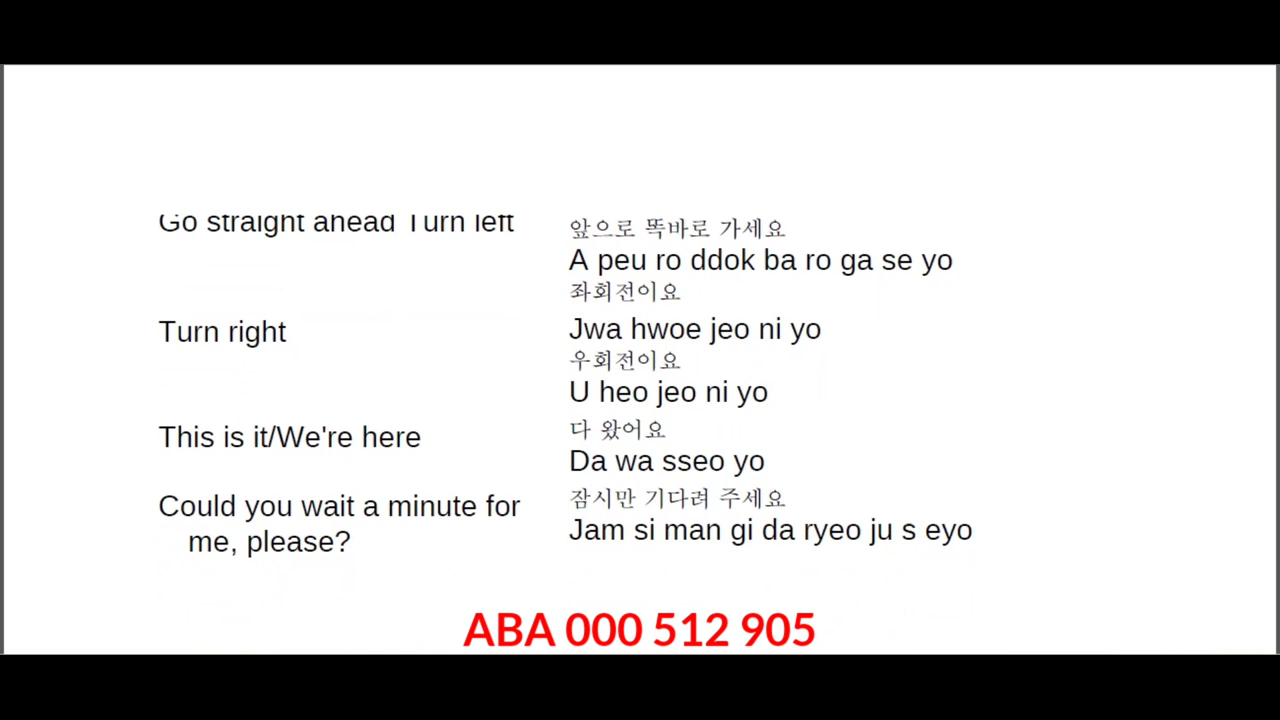 Go straight ahead Turn left
앞으로 똑바로 가세요
A peu ro ddok ba ro ga se yo
좌회전이요
Turn right
Jwa hwoe jeo ni yo
우회전이요
U heo jeo ni yo
This is it/We're here
다 왔어요
Da wa sseo yo
Could you wait a minute for
me, please?
잠시만 기다려 주세요
Jam si man gi da ryeo ju s eyo
ABA 000 512 905